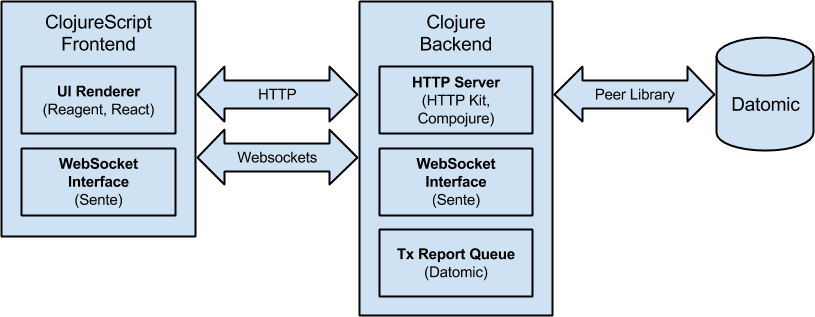 ClojureScript
Frontend
UI Renderer
(Reagent, React)
WebSocket
Interface
(Sente)
HTTP
Websockets
Clojure
Backend
HTTP Server
(HTTP Kit,
Compojure)
WebSocket
Interface
(Sente)
Tx Report Queue
(Datomic)
Peer Library
Datomic